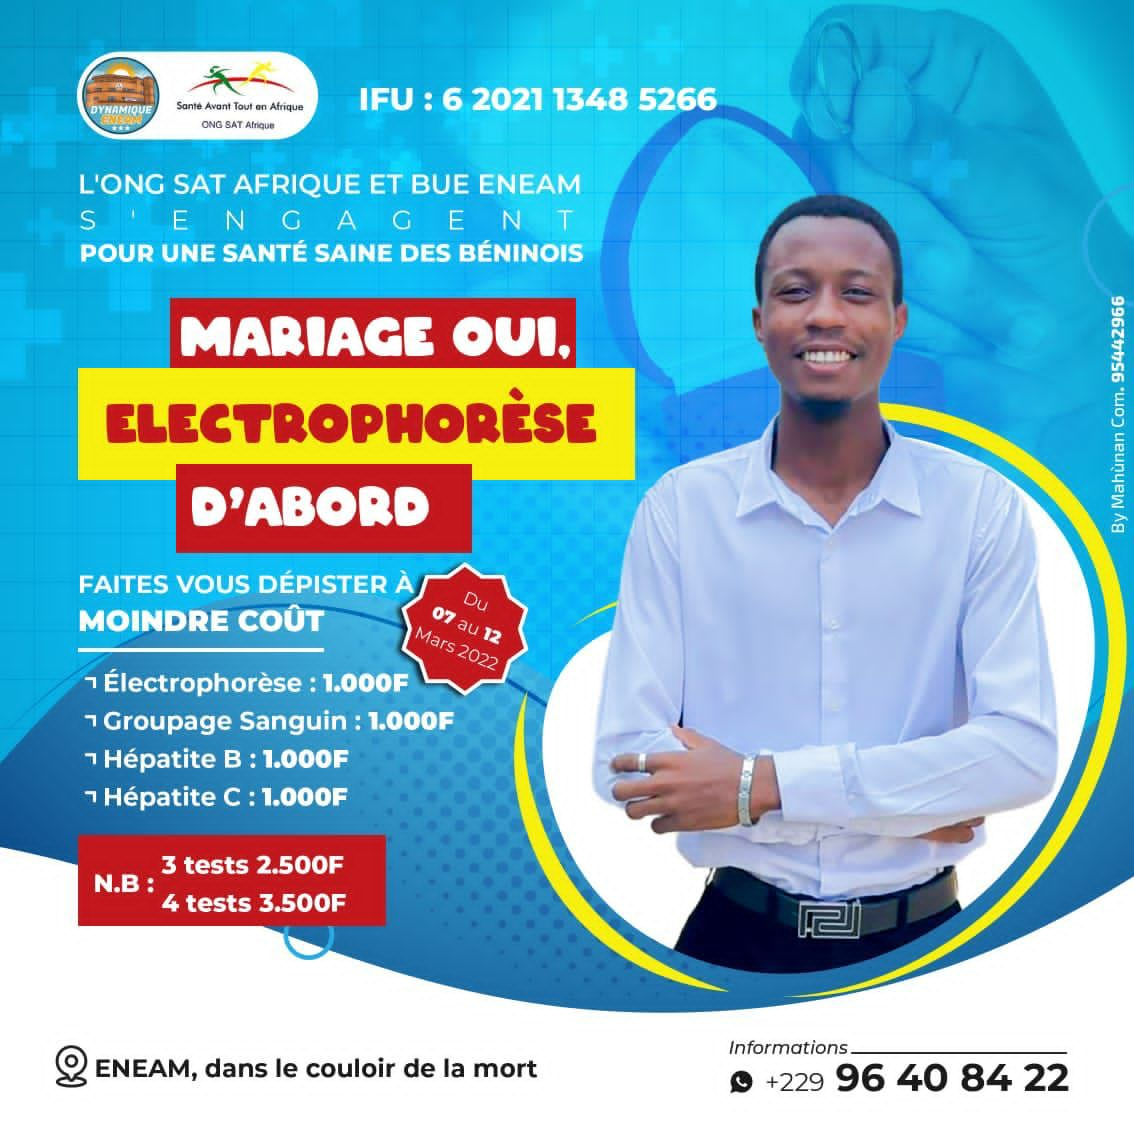 DYNAMIQUE
ENEAM
Santé Avant Tout en Afrique
ONG SAT Afrique
IFU : 6 2021 1348 5266
L'ONG SAT AFRIQUE ET BUE ENEAM
S'ENGAGENT
POUR UNE SANTÉ SAINE DES BÉNINOIS
MARIAGE OUI,
ELECTROPHORÈSE
D'ABORD
FAITES VOUS DÉPISTER À
MOINDRE COÛT
Du
07 au 12
Mars 2022
Électrophorèse : 1.000F
Groupage Sanguin : 1.000F
Hépatite B : 1.000F
Hépatite C : 1.000F
N.B :
3 tests 2.500F
4 tests 3.500F
By Mahùnan Com. 95442966
ENEAM, dans le couloir de la mort
Informations
+229 96 40 84 22